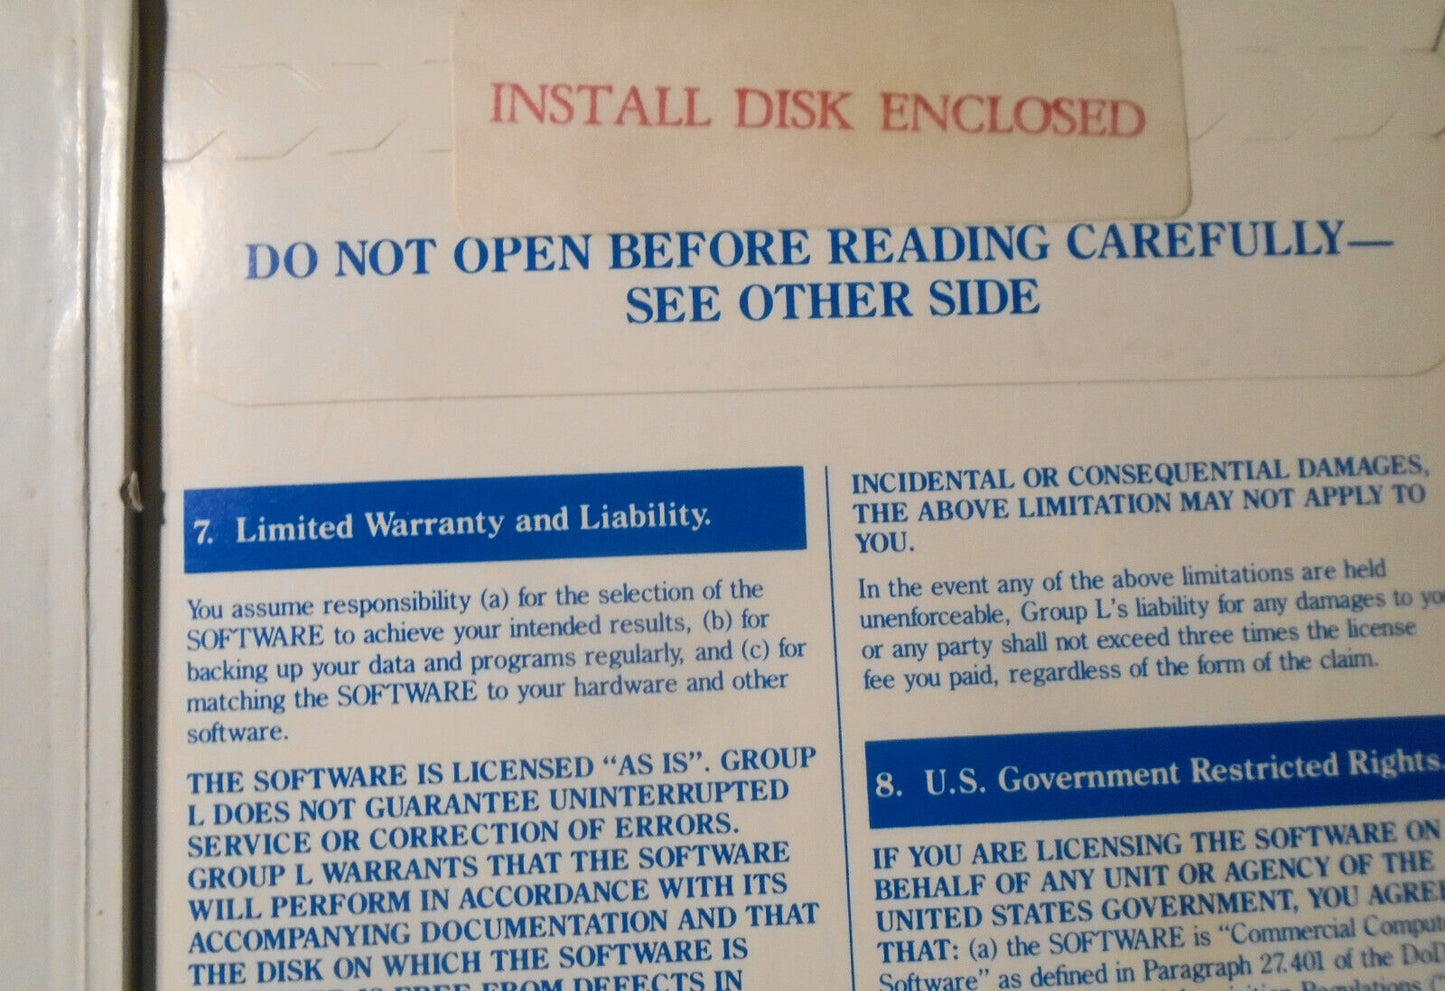 INSTALL DISK ENCLOSED
DO NOT OPEN BEFORE READING CAREFULLY—
SEE OTHER SIDE
7. Limited Warranty and Liability.
You assume responsibility (a) for the selection of the
SOFTWARE to achieve your intended results, (b) for
backing up your data and programs regularly, and (c) for
matching the SOFTWARE to your hardware and other
software.
THE SOFTWARE IS LICENSED “AS IS”. GROUP
L DOES NOT GUARANTEE UNINTERRUPTED
SERVICE OR CORRECTION OF ERRORS.
GROUP L WARRANTS THAT THE SOFTWARE
WILL PERFORM IN ACCORDANCE WITH ITS
ACCOMPANYING DOCUMENTATION AND THAT
THE DISK ON WHICH THE SOFTWARE IS
IS FREE FROM DEFECTS IN
INCIDENTAL OR CONSEQUENTIAL DAMAGES,
THE ABOVE LIMITATION MAY NOT APPLY TO
YOU.
In the event any of the above limitations are held
unenforceable, Group L’s liability for any damages to
or any party shall not exceed three times the license
fee you paid, regardless of the form of the claim.
8. U.S. Government Restricted Rights.
IF YOU ARE LICENSING THE SOFTWARE ON
BEHALF OF ANY UNIT OR AGENCY OF THE
UNITED STATES GOVERNMENT, YOU AGREE
THAT: (a) the SOFTWARE is “Commercial
Software” as defined in Paragraph 27.401 of the DoD
Regulations